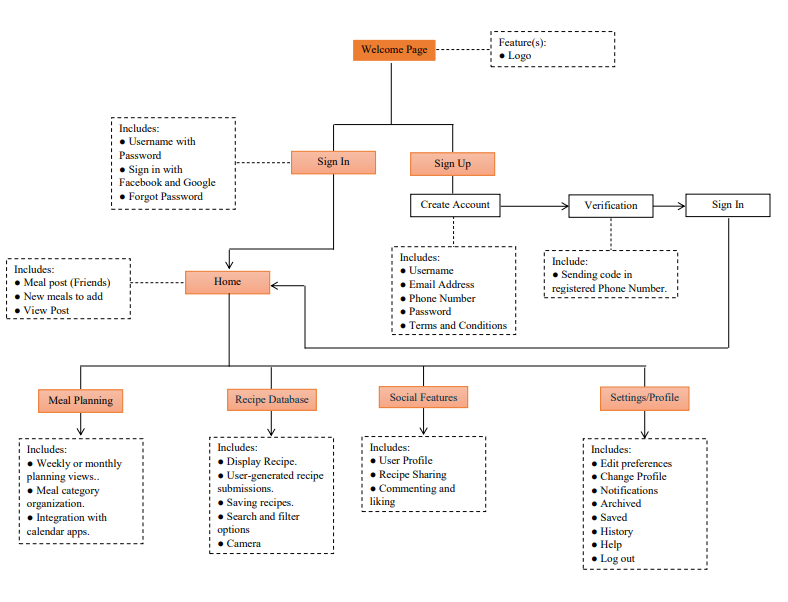 Welcome Page
Feature(s):
● Logo
Includes:
● Username with
Password
● Sign in with
Facebook and Google
● Forgot Password
Sign In
Sign Up
Create Account
Verification
Sign In
Includes:
● Username
● Email Address
● Phone Number
● Password
● Terms and Conditions
Include:
● Sending code in
registered Phone Number.
Includes:
● Meal post (Friends)
● New meals to add
● View Post
Home
Meal Planning
Recipe Database
Social Features
Settings/Profile
Includes:
● Weekly or monthly
planning views..
● Meal category
organization.
● Integration with
calendar apps.
Includes:
● Display Recipe.
● User-generated recipe
submissions.
● Saving recipes.
● Search and filter
options
● Camera
Includes:
● User Profile
● Recipe Sharing
● Commenting and
liking
Includes:
● Edit preferences
● Change Profile
● Notifications
● Archived
● Saved
● History
● Help
● Log out